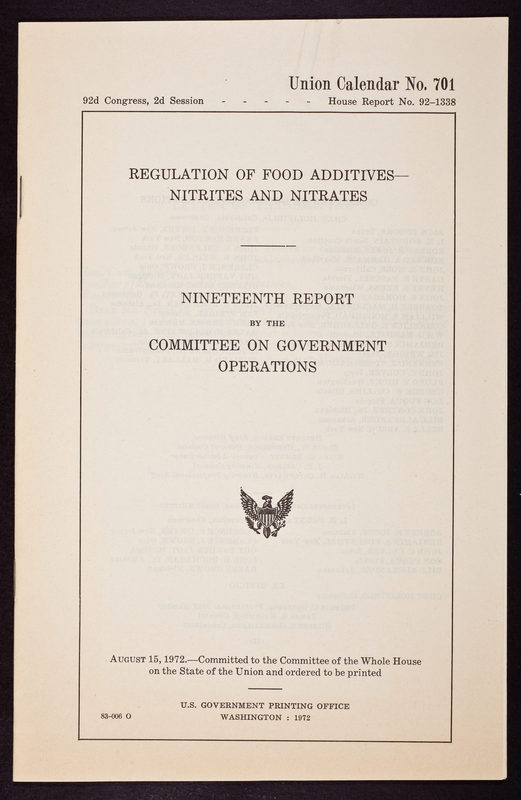 Union Calendar No. 701
92d Congress, 2d Session - - - - - House Report No. 92–1338
REGULATION OF FOOD ADDITIVES—
NITRITES AND NITRATES
NINETEENTH REPORT
BY THE
COMMITTEE ON GOVERNMENT
OPERATIONS
AUGUST 15, 1972.—Committed to the Committee of the Whole House
on the State of the Union and ordered to be printed
U.S. GOVERNMENT PRINTING OFFICE
83-006 O WASHINGTON : 1972